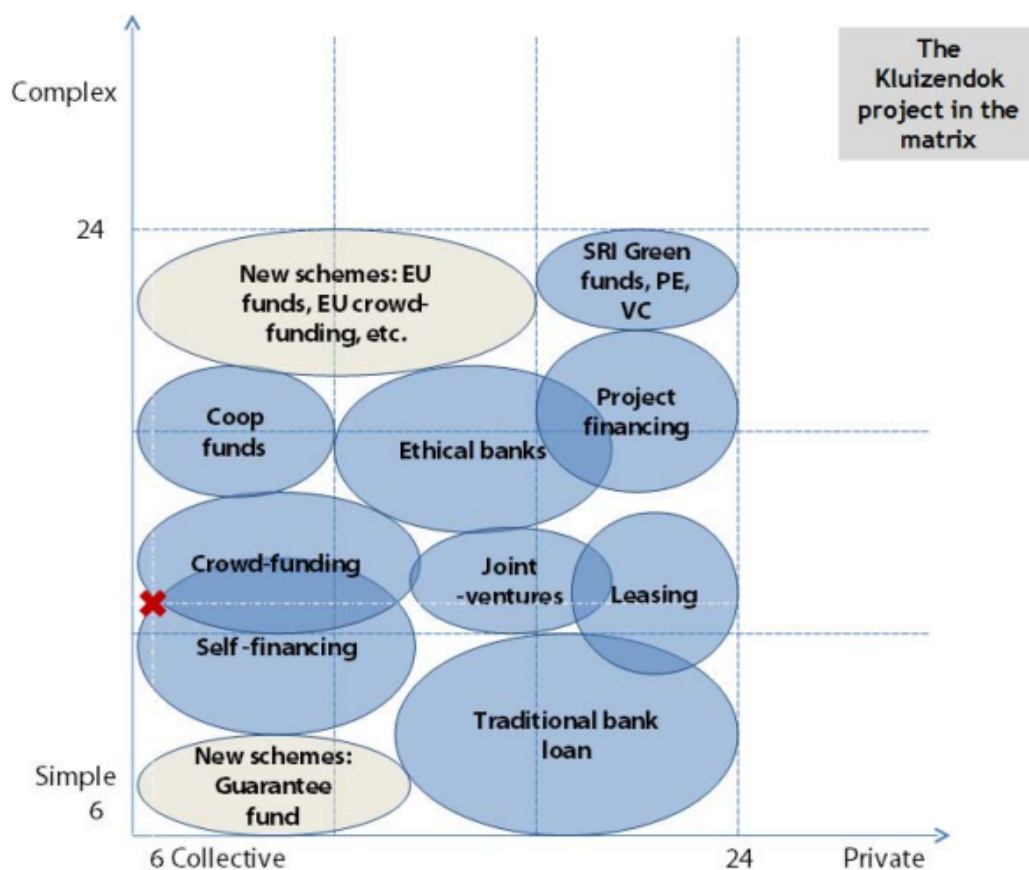 The
Kluizendok
project in the
matrix
Complex
24
New schemes: EU
funds, EU crowd-
funding, etc.
SRI Green
funds, PE,
VC
Coop
funds
Ethical banks
Project
financing
Crowd-funding
Joint
-ventures
Leasing
Self -financing
Traditional bank
loan
New schemes:
Guarantee
fund
Simple
6
6 Collective
24
Private